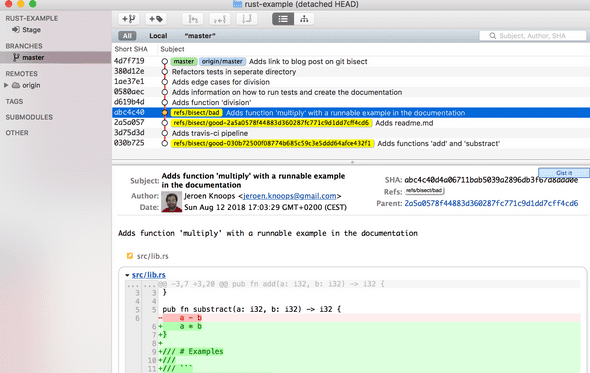 rust-example (detached HEAD)
RUST-EXAMPLE
Stage
BRANCHES
master
REMOTES
origin
TAGS
SUBMODULES
OTHER
All Local "master"
Subject, Author, SHA
Short SHA Subject
4d7f719 master origin/master Adds link to blog post on git bisect
380d12e Refactors tests in seperate directory
1ae37e1 Adds edge cases for division
0580aec Adds information on how to run tests and create the documentation
d619b4d Adds function 'division'
abc4c40 refs/bisect/bad Adds function 'multiply' with a runnable example in the documentation
2a5a057 refs/bisect/good-2a5a0578f44883d360287fc771c9d1dd7cff4cd6 Adds readme.md
3d75d3d Adds travis-ci pipeline
030b725 refs/bisect/good-030b72500f08774b685c59c3e5ddd64afce432f1 Adds functions 'add' and 'substract'
Gist it
Subject: Adds function 'multiply' with a runnable example
in the documentation
Author: Jeroen Knoops <jeroen.knoops@gmail.com>
Date: Sun Aug 12 2018 17:03:29 GMT+0200 (CEST)
SHA: abc4c40d4a06711bab5039a2896db3f67d8ddd0e
Refs: refs/bisect/bad
Parent: 2a5a0578f44883d360287fc771c9d1dd7cff4cd6
Adds function 'multiply' with a runnable example in the documentation
src/lib.rs
src/lib.rs
... ... @@ -3,7 +3,20 @@ pub fn add(a: i32, b: i32) -> i32 {
3 3 }
4 4
5 5 pub fn substract(a: i32, b: i32) -> i32 {
6 - a - b
6 + a + b
7 +}
8 +
9 +/// # Examples
10 +///
11 +/// ```